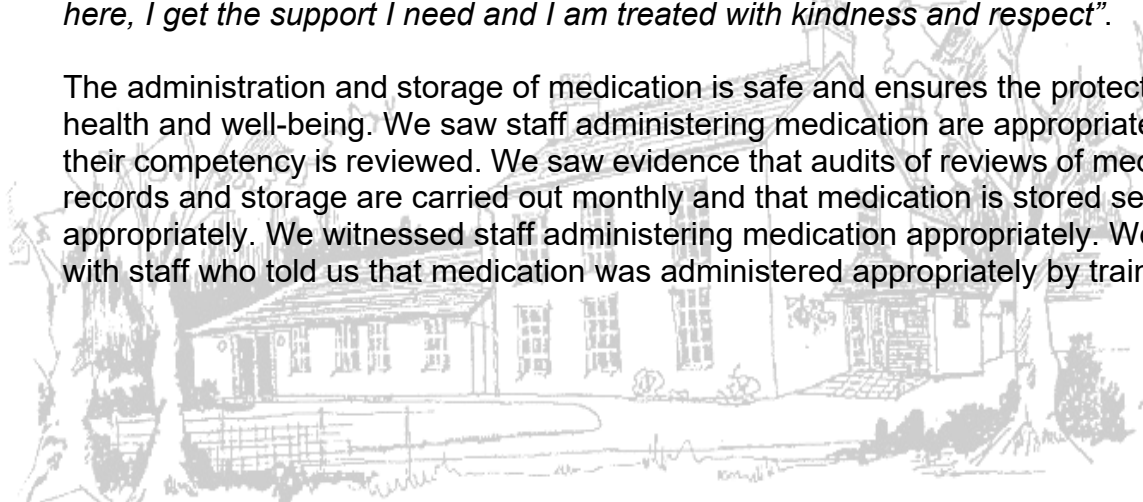 here, I get the support I need and I am treated with kindness and respect”.
The administration and storage of medication is safe and ensures the protect
health and well-being. We saw staff administering medication are appropriate
their competency is reviewed. We saw evidence that audits of reviews of med
records and storage are carried out monthly and that medication is stored se
appropriately. We witnessed staff administering medication appropriately. We
with staff who told us that medication was administered appropriately by train